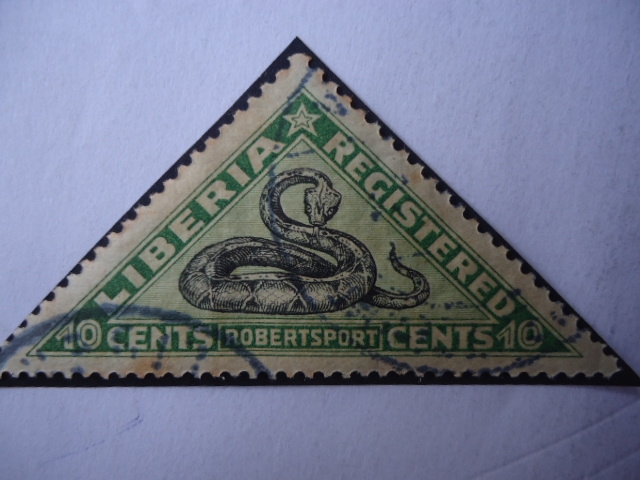 LIBERIA
REGISTERED
10 CENTS ROBERTSPORT CENTS 10